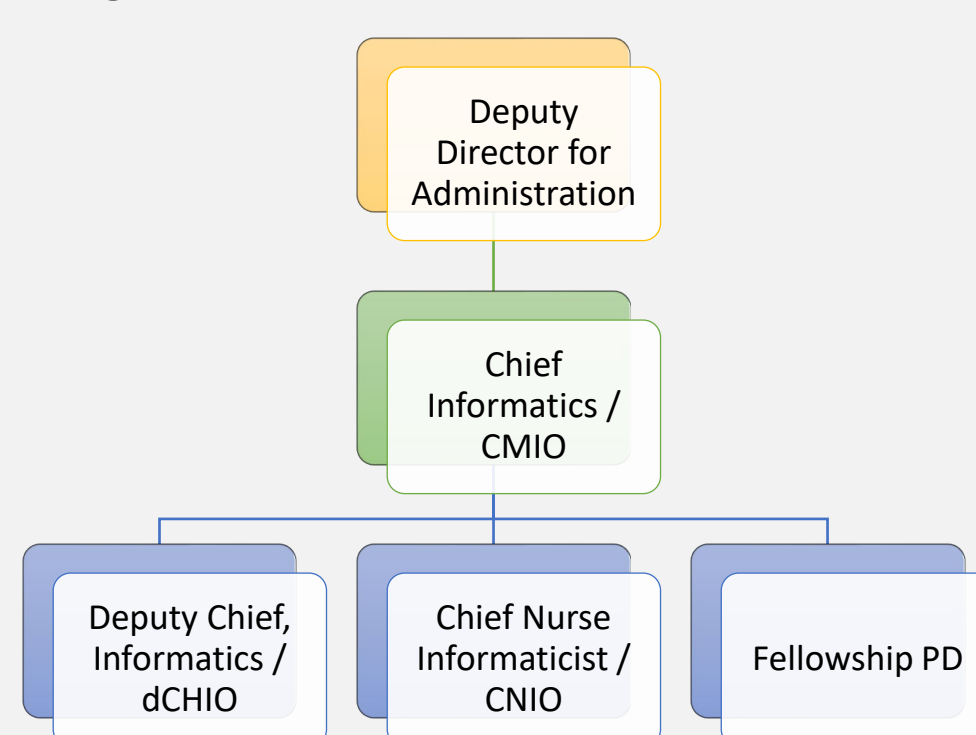 Deputy
Director for
Administration
Chief
Informatics /
CMIO
Deputy Chief,
Informatics /
dCHIO
Chief Nurse
Informaticist /
CNIO
Fellowship PD